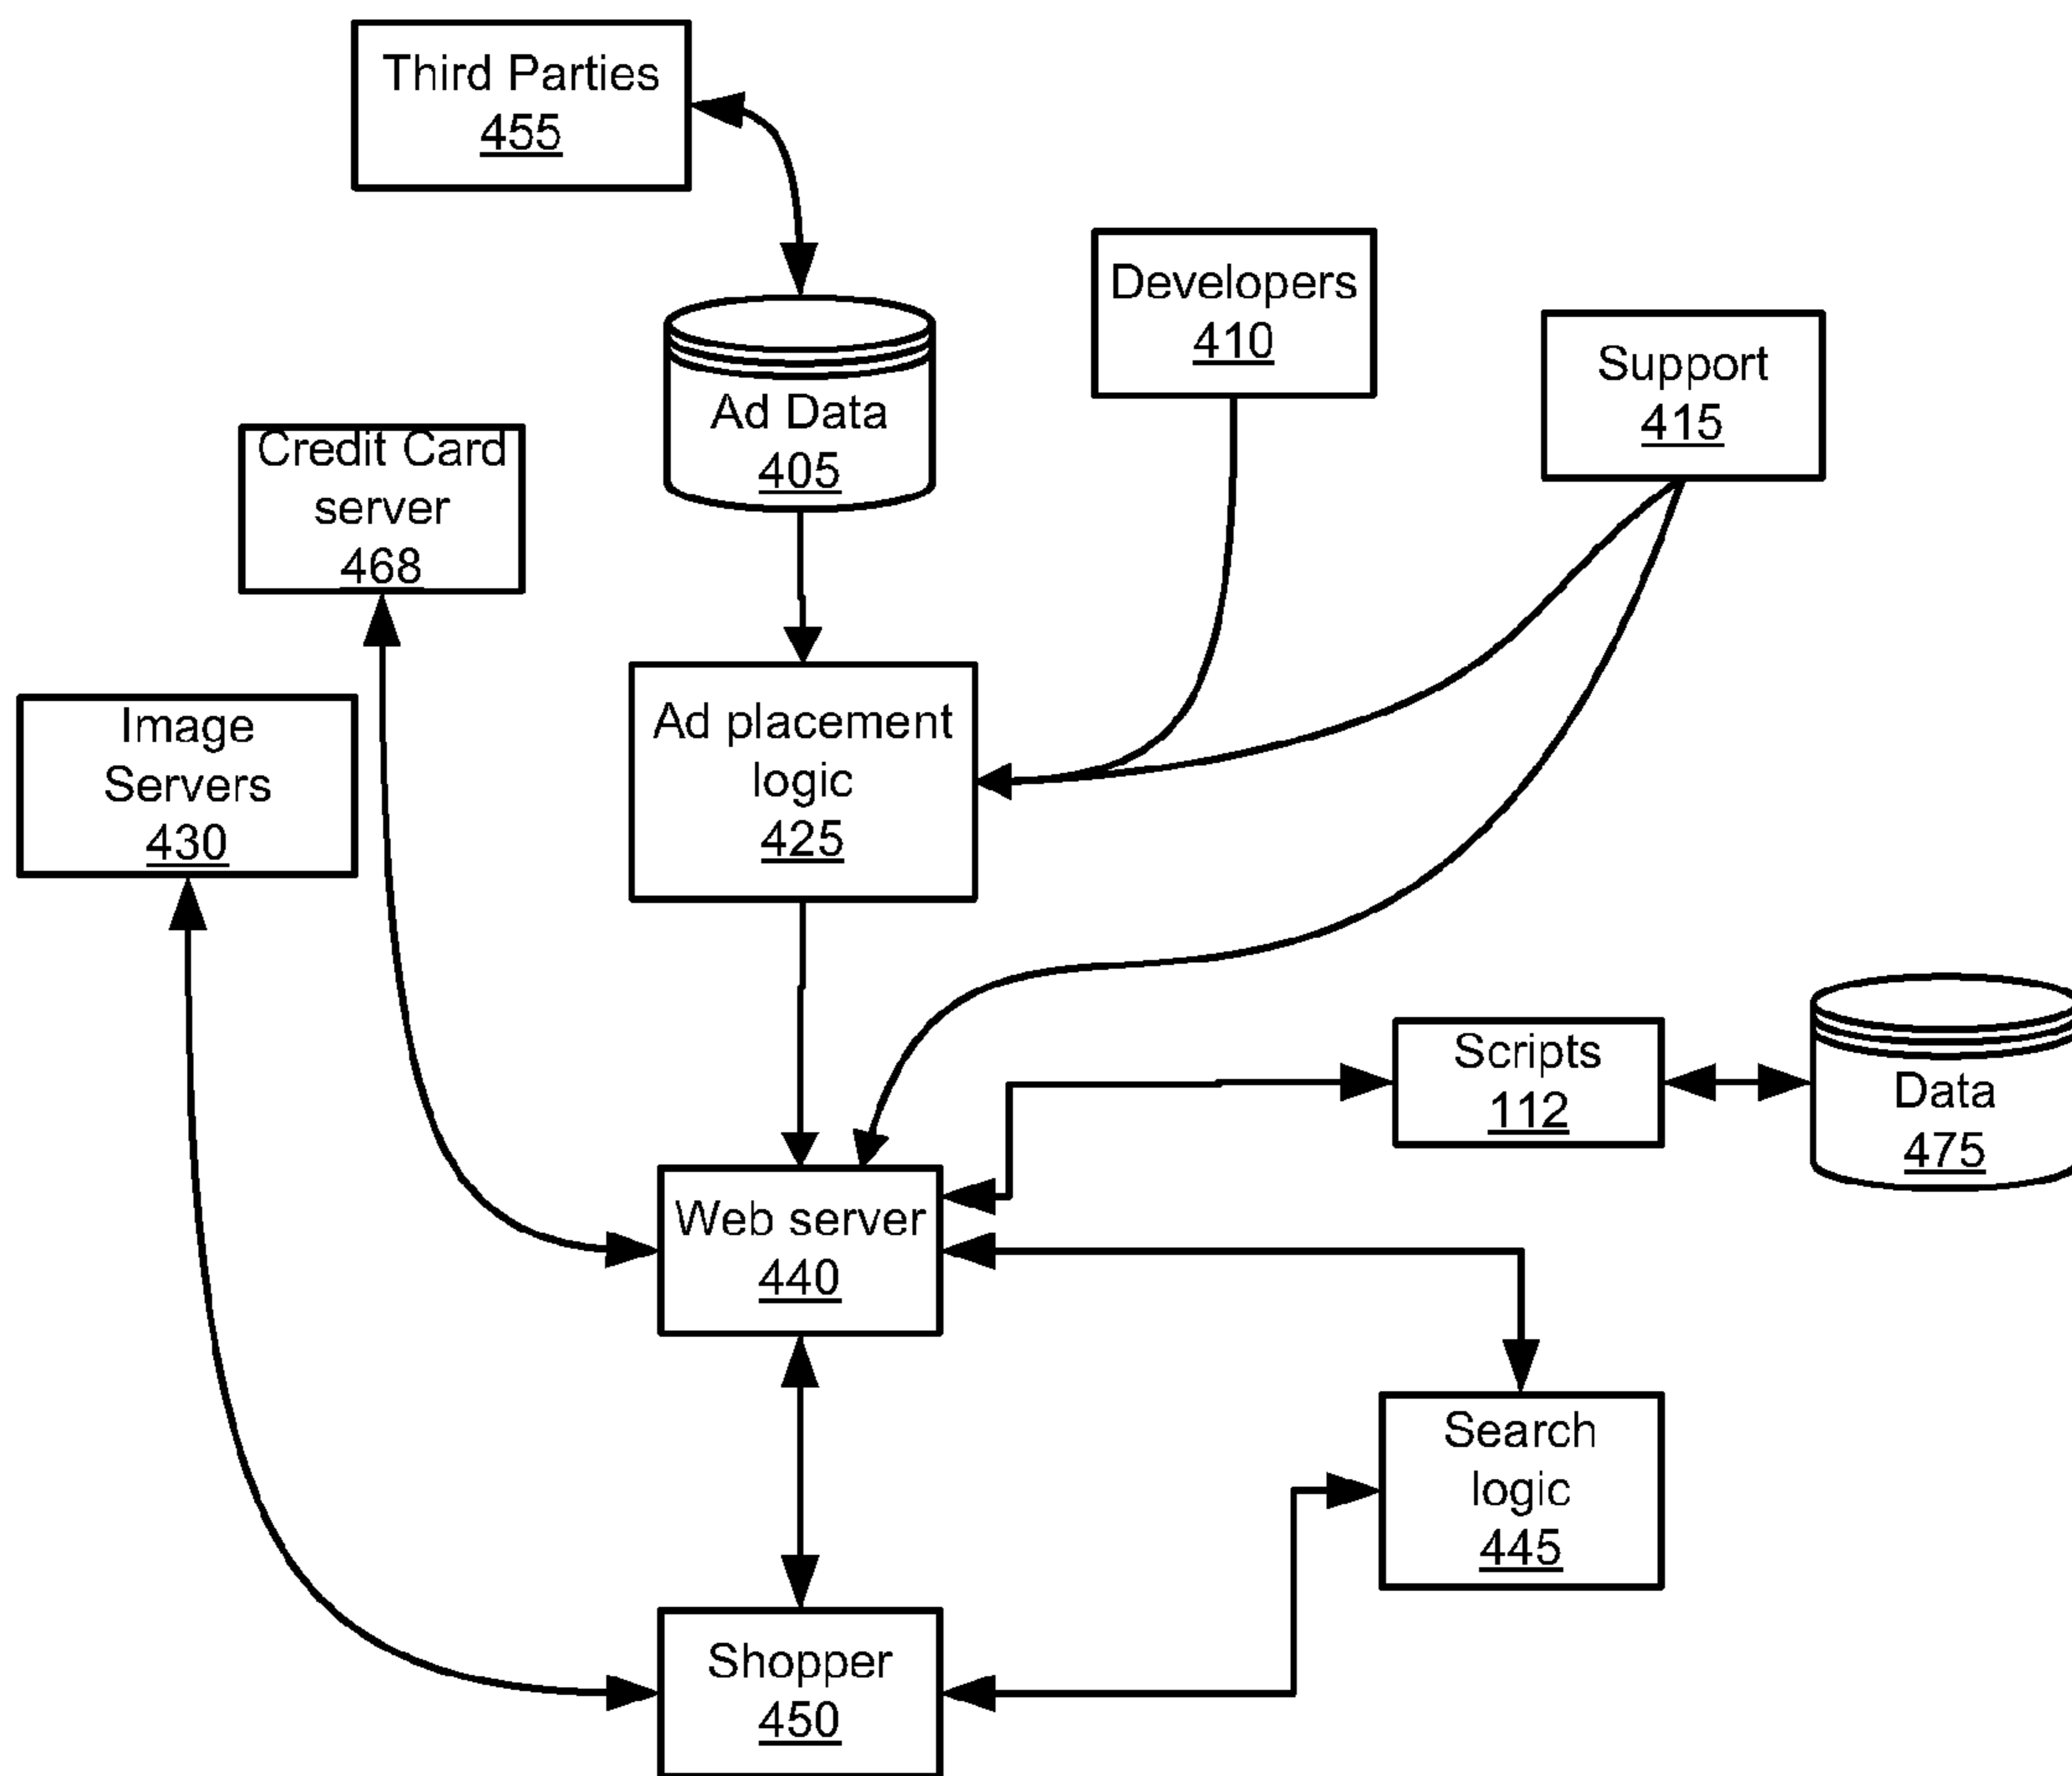 Third Parties
455
Developers
410
Support
415
Ad Data
405
Credit Card
server
468
Image
Servers
430
Ad placement
logic
425
Scripts
112
Data
475
Web server
440
Search
logic
445
Shopper
450